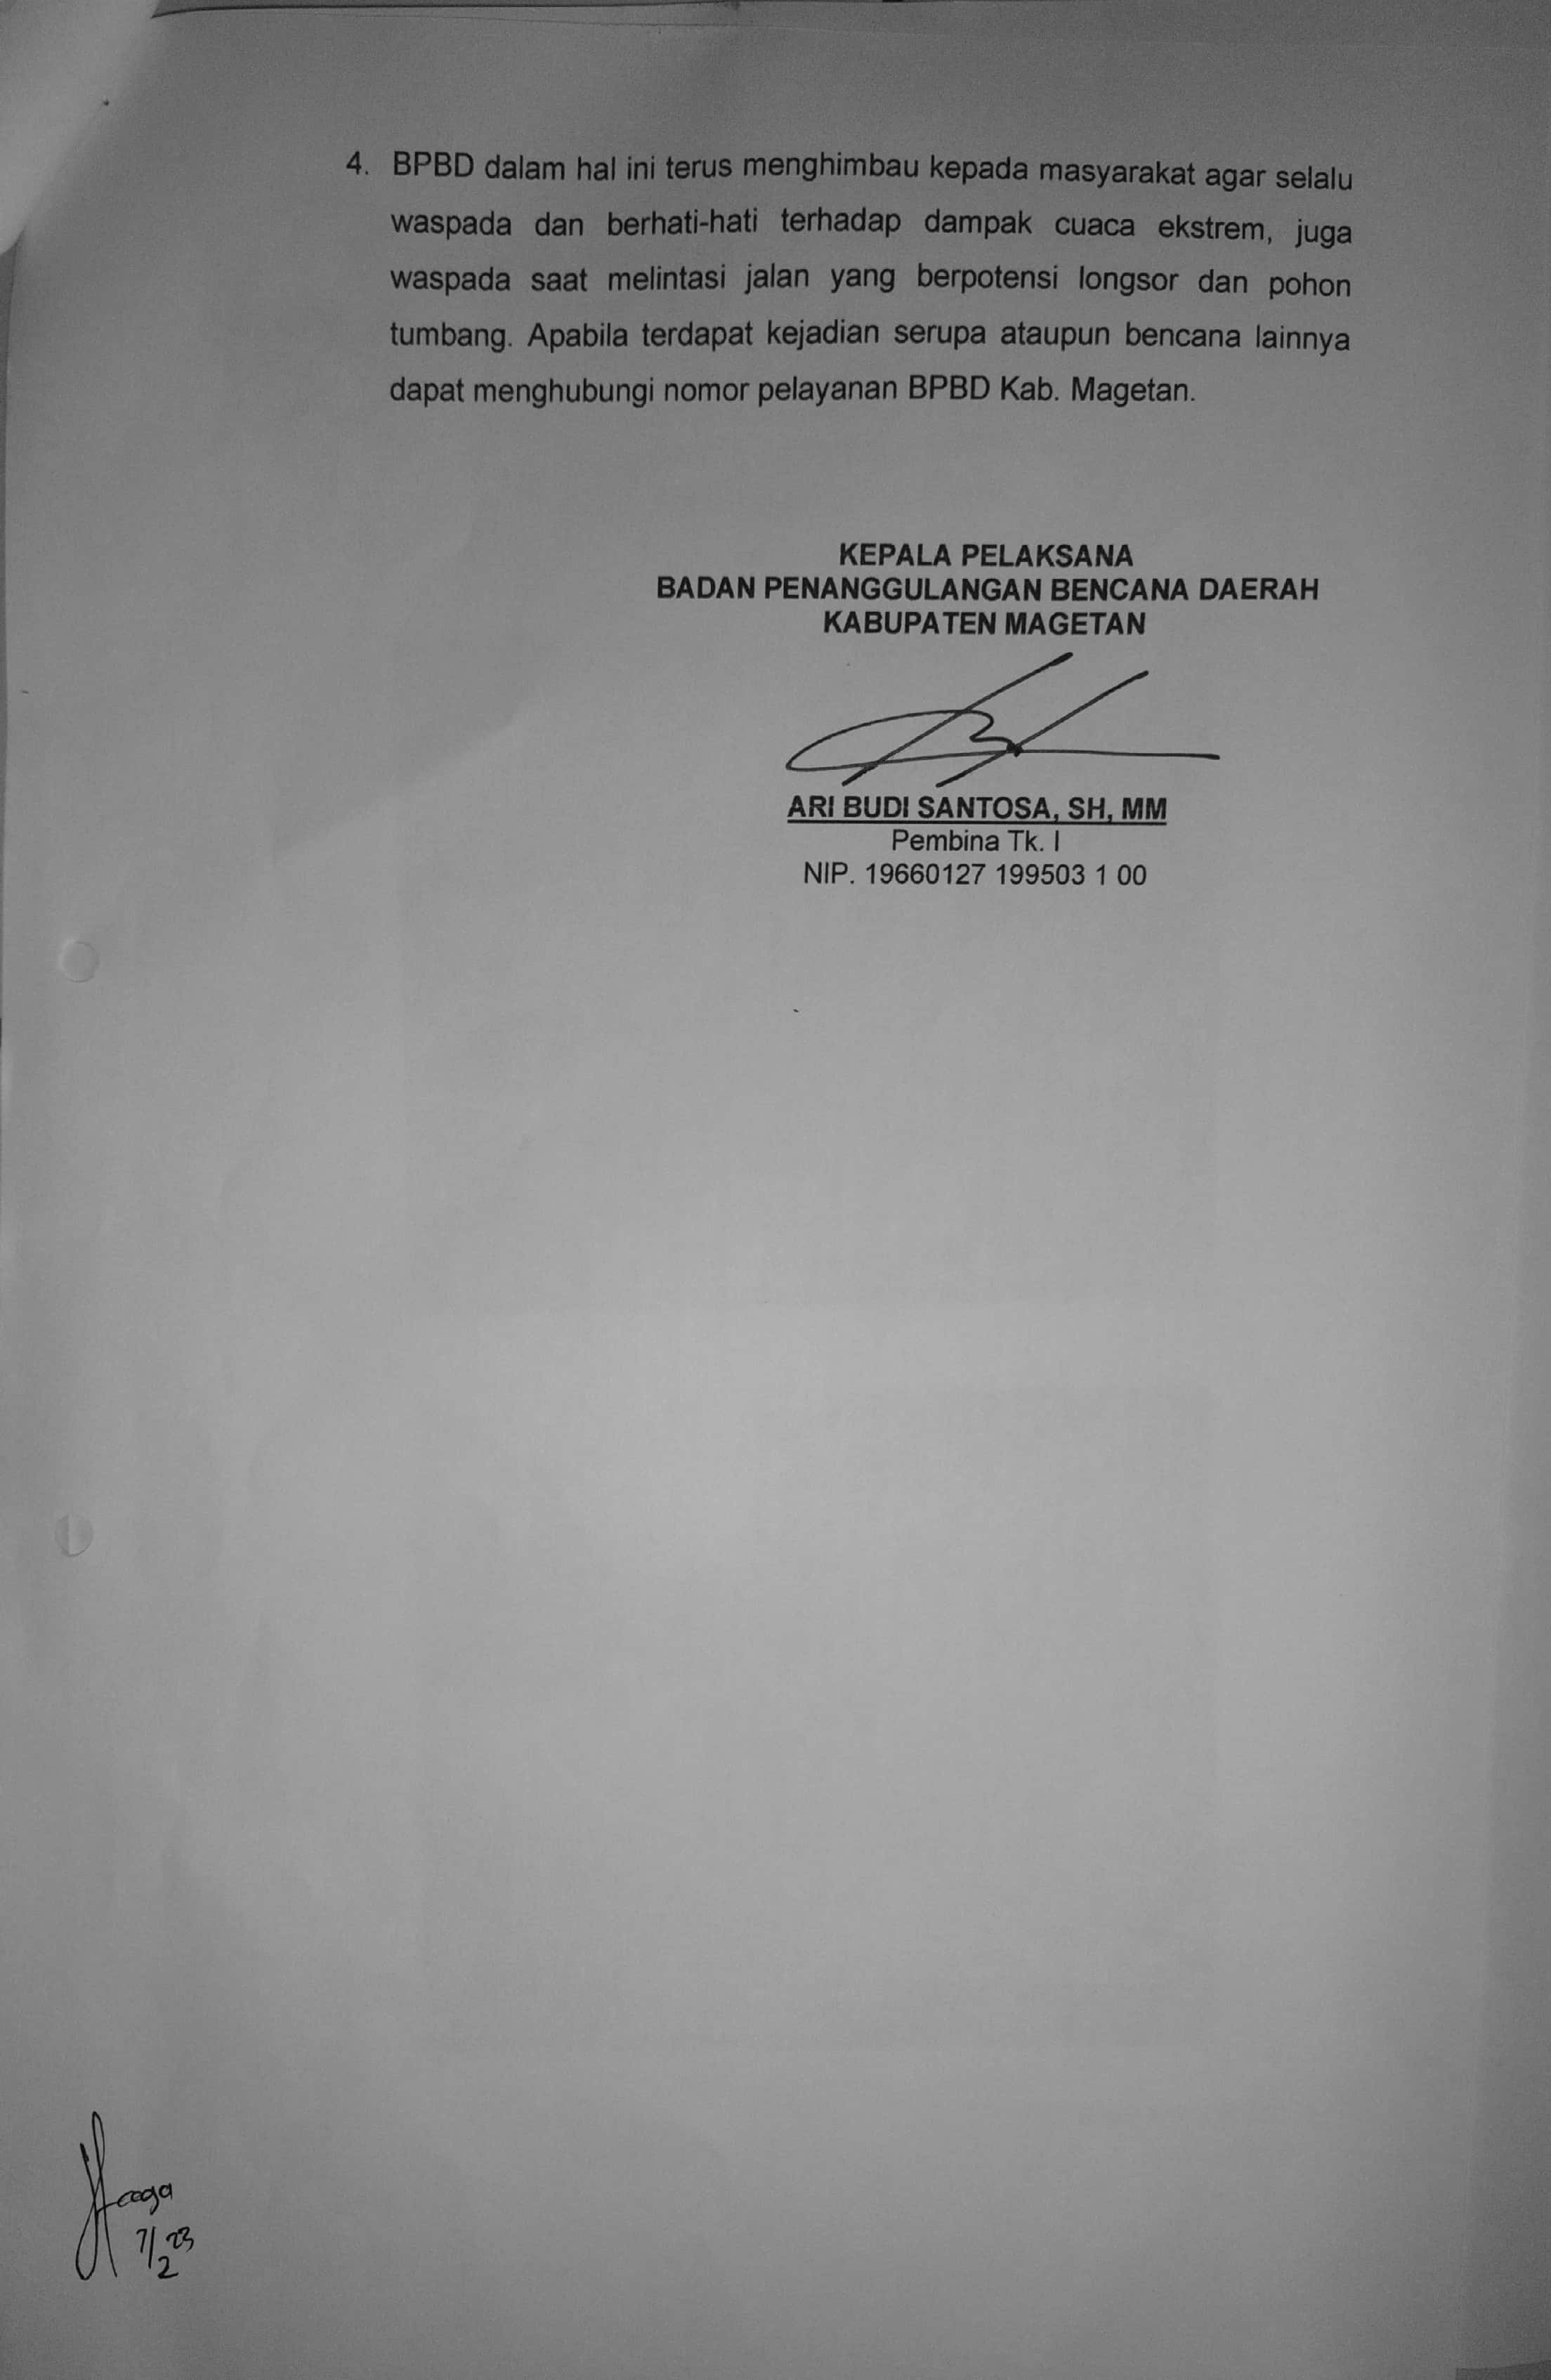 4. BPBD dalam hal ini terus menghimbau kepada masyarakat agar selalu
waspada dan berhati-hati terhadap dampak cuaca ekstrem, juga
waspada saat melintasi jalan yang berpotensi longsor dan pohon
tumbang. Apabila terdapat kejadian serupa ataupun bencana lainnya
dapat menghubungi nomor pelayanan BPBD Kab. Magetan.
KEPALA PELAKSANA
BADAN PENANGGULANGAN BENCANA DAERAH
KABUPATEN MAGETAN
ARI BUDI SANTOSA, SH, MM
Pembina Tk. I
NIP. 19660127 199503 1 00
7/2 23